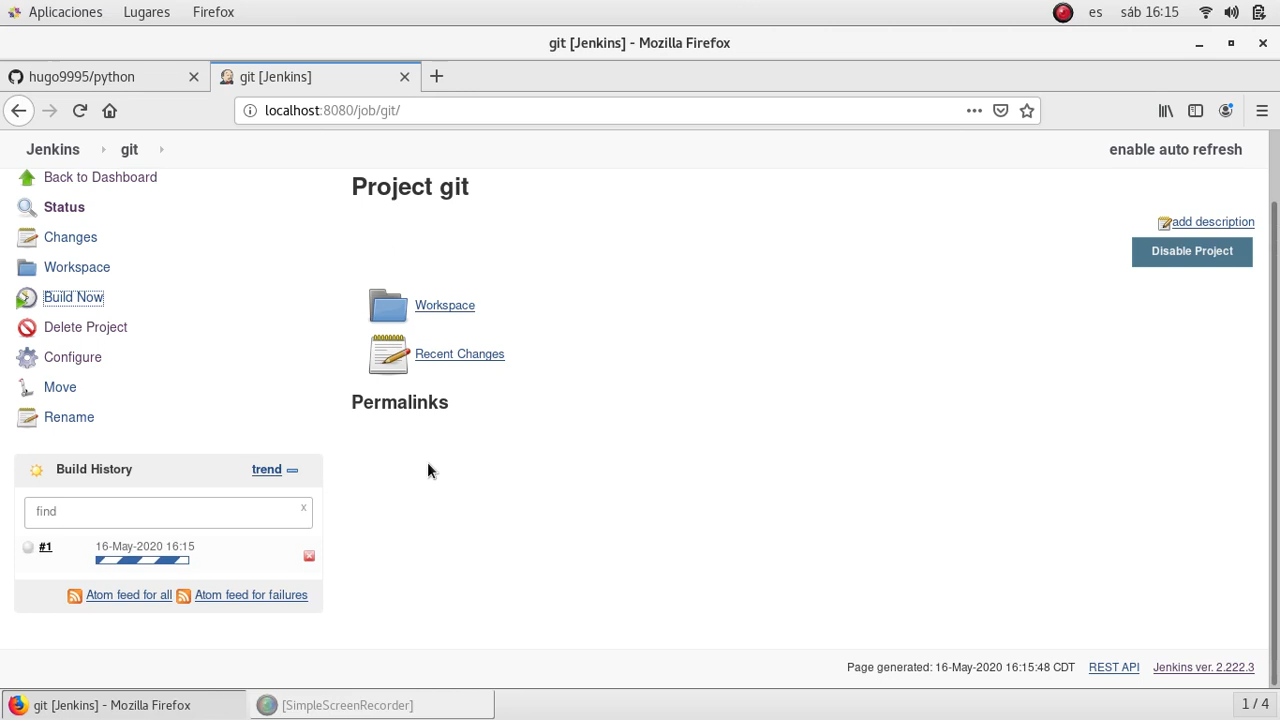 Aplicaciones Lugares Firefox es sáb 16:15
git [Jenkins] - Mozilla Firefox
hugo9995/python git [Jenkins]
localhost:8080/job/git/
Jenkins git enable auto refresh
Back to Dashboard
Status
Changes
Workspace
Build Now
Delete Project
Configure
Move
Rename
Project git
add description
Disable Project
Workspace
Recent Changes
Permalinks
Build History trend
find x
#1 16-May-2020 16:15
Atom feed for all Atom feed for failures
Page generated: 16-May-2020 16:15:48 CDT REST API Jenkins ver. 2.222.3
git [Jenkins] - Mozilla Firefox [SimpleScreenRecorder] 1 / 4